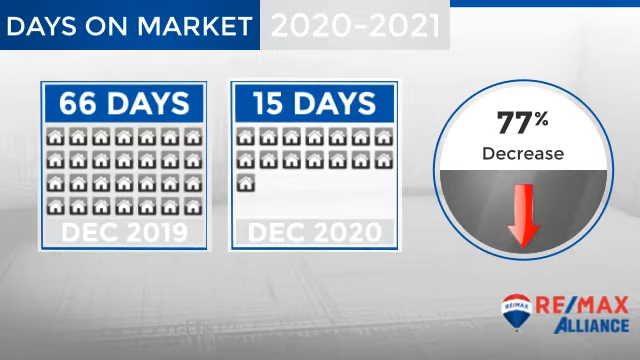 DAYS ON MARKET
2020-2021
66 DAYS
DEC 2019
15 DAYS
DEC 2020
77%
Decrease
RE/MAX
RE/MAX
ALLIANCE